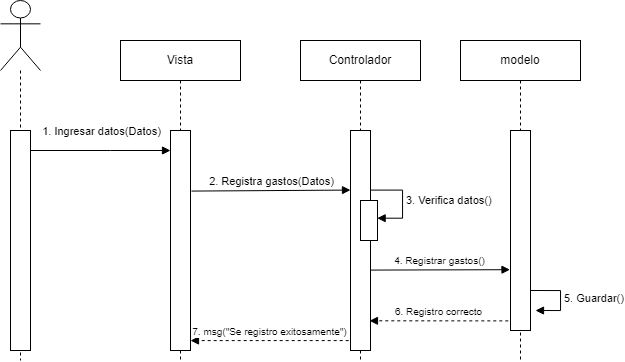 Vista
Controlador
modelo
1. Ingresar datos(Datos)
2. Registra gastos(Datos)
3. Verifica datos()
4. Registrar gastos()
5. Guardar()
6. Registro correcto
7. msg("Se registro exitosamente")